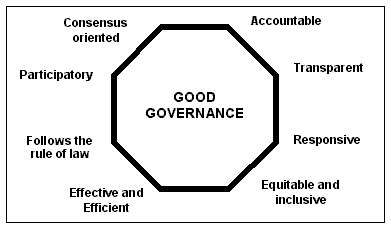 Consensus
oriented
Accountable
Participatory
Transparent
GOOD
GOVERNANCE
Follows the
rule of law
Responsive
Effective and
Efficient
Equitable and
inclusive